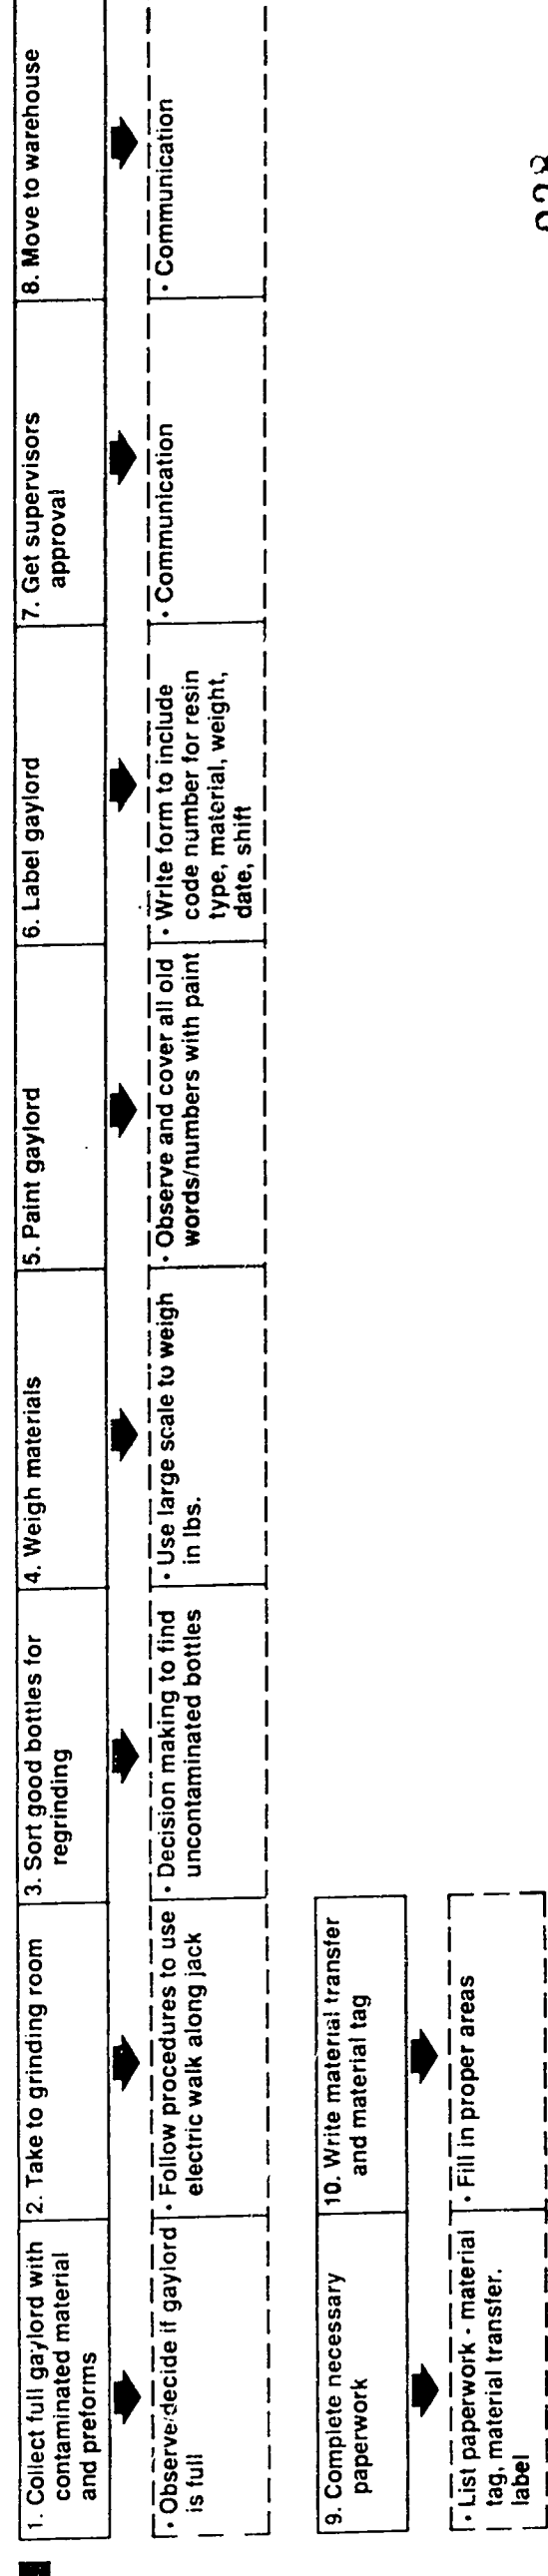 1. Collect full gaylord with
contaminated material
and preforms
2. Take to grinding room
3. Sort good bottles for
regrinding
4. Weigh materials
5. Paint gaylord
6. Label gaylord
7. Get supervisors
approval
8. Move to warehouse
• Observe/decide if gaylord
is full
• Follow procedures to use
electric walk along jack
• Decision making to find
uncontaminated bottles
• Use large scale to weigh
in lbs.
• Observe and cover all old
words/numbers with paint
• Write form to include
code number for resin
type, material, weight,
date, shift
• Communication
• Communication
9. Complete necessary
paperwork
10. Write material transfer
and material tag
• List paperwork - material
tag, material transfer.
label
• Fill in proper areas